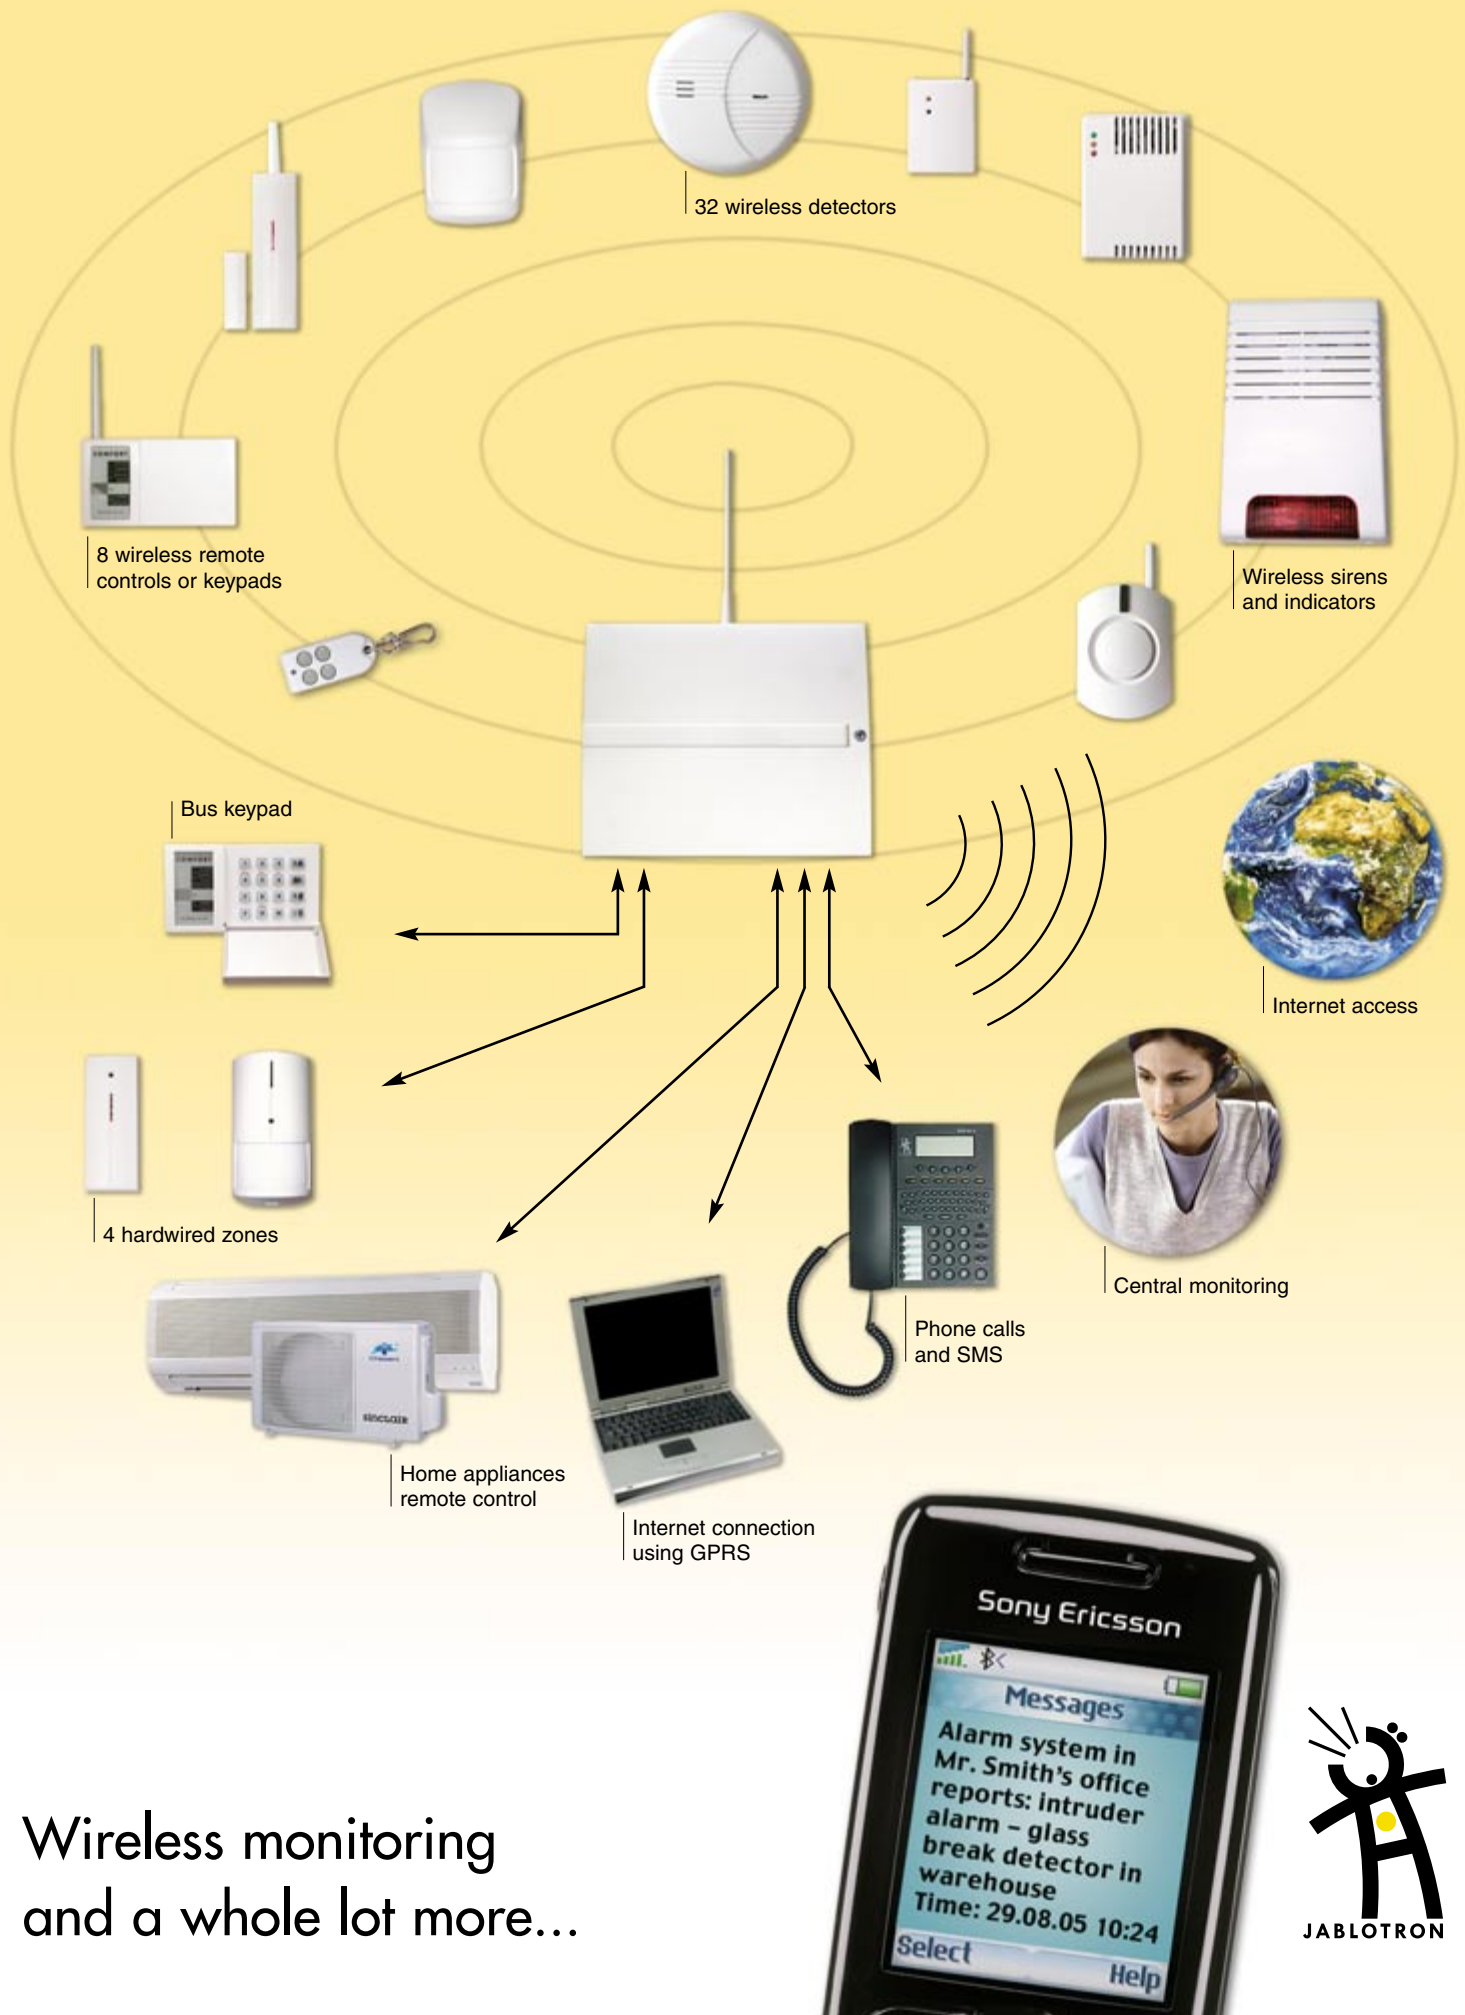 32 wireless detectors
COMFORT
8 wireless remote
controls or keypads
Wireless sirens
and indicators
Bus keypad
COMFORT
Internet access
4 hardwired zones
Central monitoring
Phone calls
and SMS
SINCLAIR
Home appliances
remote control
Internet connection
using GPRS
Sony Ericsson
Messages
Alarm system in
Mr. Smith's office
reports: intruder
alarm – glass
break detector in
warehouse
Time: 29.08.05 10:24
Select
Help
Wireless monitoring
and a whole lot more...
JABLOTRON